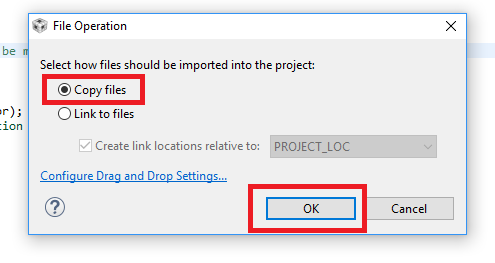 File Operation
be m
Select how files should be imported into the project:
Copy files
or);
Link to files
tion
Create link locations relative to: PROJECT_LOC
Configure Drag and Drop Settings...
? OK Cancel